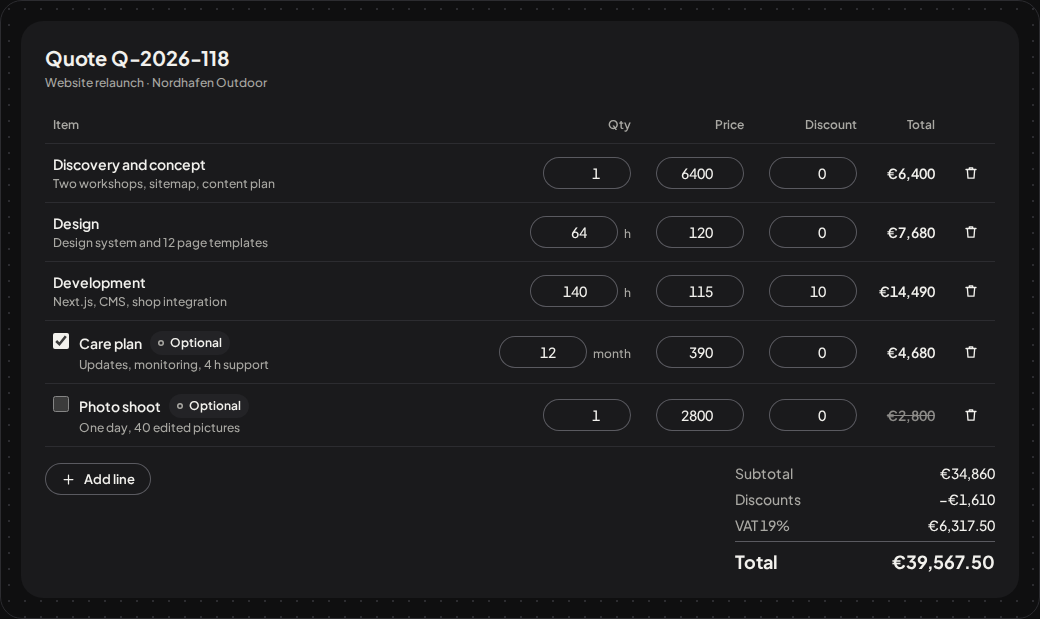 Quote Q-2026-118
Website relaunch · Nordhafen Outdoor
Item Qty Price Discount Total
Discovery and concept
Two workshops, sitemap, content plan
1 6400 0 €6,400
Design
Design system and 12 page templates
64 h 120 0 €7,680
Development
Next.js, CMS, shop integration
140 h 115 10 €14,490
Care plan Optional
Updates, monitoring, 4 h support
12 month 390 0 €4,680
Photo shoot Optional
One day, 40 edited pictures
1 2800 0 €2,800
Add line
Subtotal €34,860
Discounts −€1,610
VAT 19% €6,317.50
Total €39,567.50